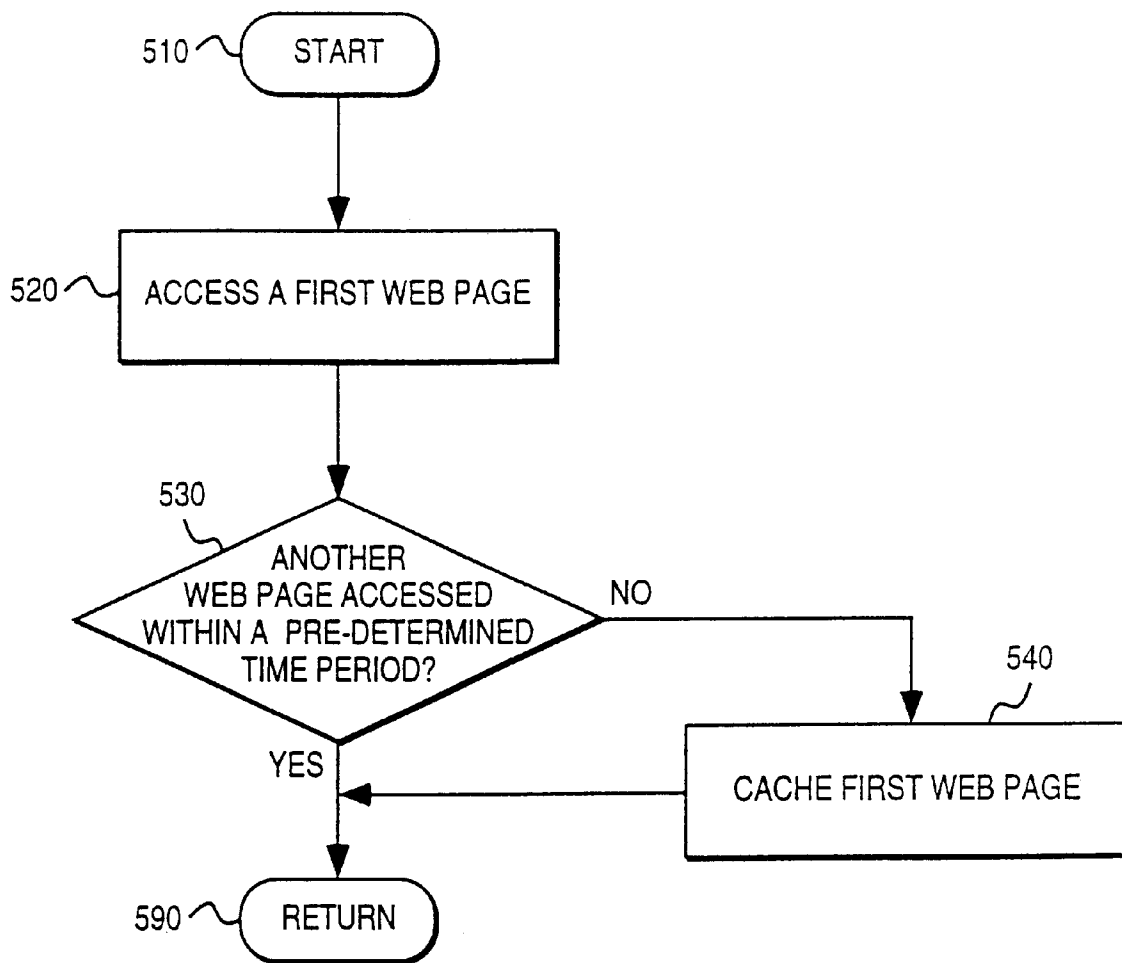 510
START
520
ACCESS A FIRST WEB PAGE
530
ANOTHER
WEB PAGE ACCESSED
WITHIN A PRE-DETERMINED
TIME PERIOD?
NO
540
YES
CACHE FIRST WEB PAGE
590
RETURN